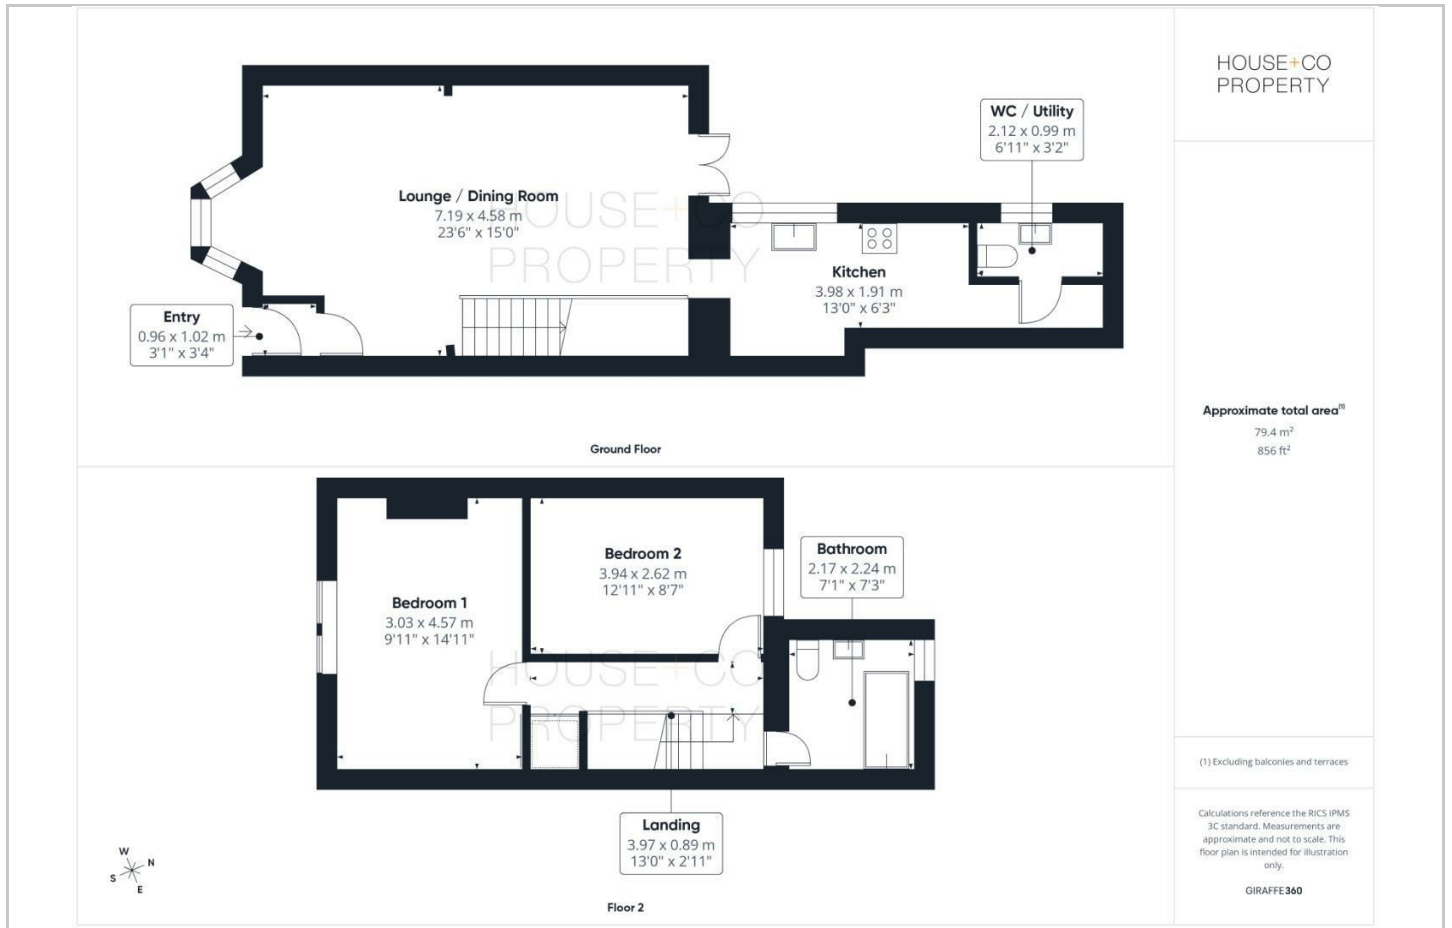 HOUSE+CO
PROPERTY
WC / Utility
2.12 x 0.99 m
6'11" x 3'2"
Lounge / Dining Room
7.19 x 4.58 m
23'6" x 15'0"
HOUSE+CO
PROPERTY
Kitchen
3.98 x 1.91 m
13'0" x 6'3"
Entry
0.96 x 1.02 m
3'1" x 3'4"
Ground Floor
Approximate total area(1)
79.4 m²
856 ft²
Bedroom 2
3.94 x 2.62 m
12'11" x 8'7"
Bathroom
2.17 x 2.24 m
7'1" x 7'3"
Bedroom 1
3.03 x 4.57 m
9'11" x 14'11"
HOUSE+CO
PROPERTY
Landing
3.97 x 0.89 m
13'0" x 2'11"
W
N
S
E
Floor 2
(1) Excluding balconies and terraces
Calculations reference the RICS IPMS
3C standard. Measurements are
approximate and not to scale. This
floor plan is intended for illustration
only.
GIRAFFE360